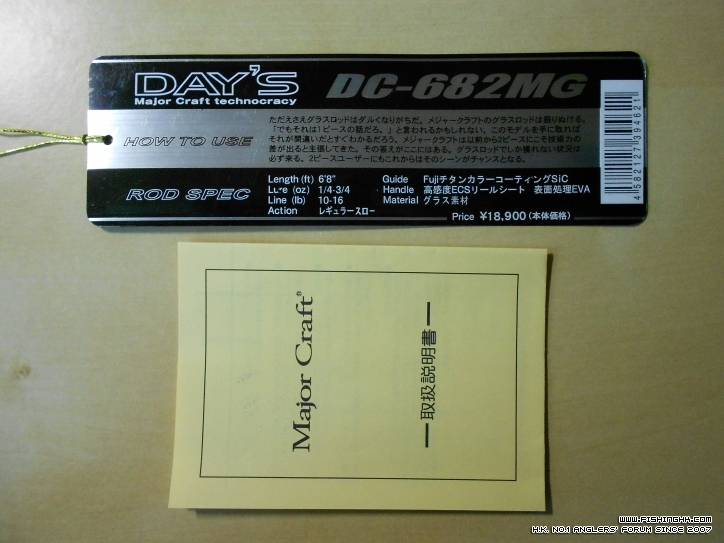 DAY'S
Major Craft technocracy
DC-682MG
HOW TO USE
ただでさえグラスロッドはダルくなりがちだ。メジャークラフトのグラスロッドは振りぬける。
「でもそれは1ピースの話だろう。」と言われるかもしれない。このモデルを手に取れば
それが間違いだとすぐわかるだろう。メジャークラフトは以前から2ピースにこそ技術力の
差が出ると主張してきた。その答えがここにはある。グラスロッドでしか獲れない状況は
必ず来る。2ピースユーザーにもこれからはそのシーンがチャンスとなる。
ROD SPEC
Length (ft) 6'8" Guide FujiチタンカラーコーティングSiC
Lure (oz) 1/4-3/4 Handle 高感度ECSリールシート 表面処理EVA
Line (lb) 10-16 Material グラス素材
Action レギュラースロー
Price ¥18,900(本体価格)
4 582127 394621
Major Craft®
取扱説明書
www.FISHINGHK.COM
H.K. NO.1 ANGLERS' FORUM SINCE 2007